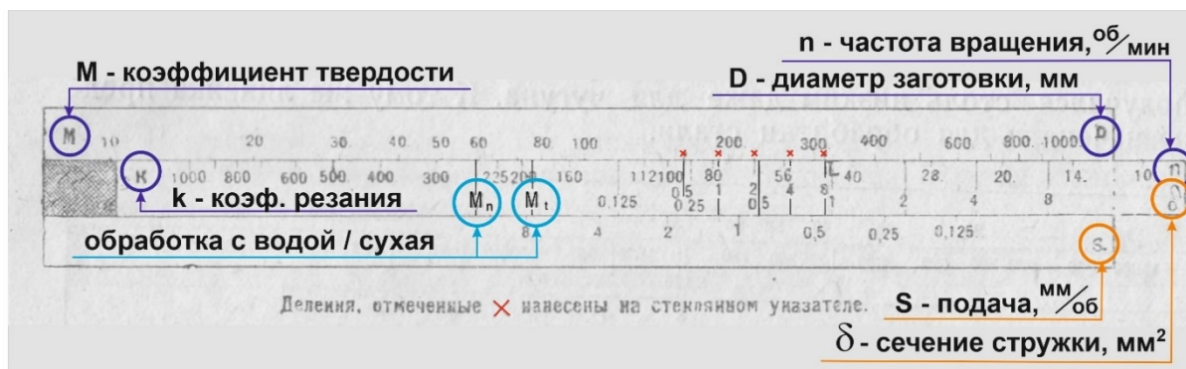 n - частота вращения, об/мин
М - коэффициент твердости
D - диаметр заготовки, мм
М 10 20 30. 40. 50 60 80. 100 200 300 400 600 800. 1000. D
к 1000. 800 600 500 400 300 225 200 160 112 100 80 56 40 28. 20. 14. 10 n
0,5 1 2 4 8
k - коэф. резания
Мn Мt 0,125 0,25 0,5 1 2 4 8 δ
обработка с водой / сухая
8 4 2 1 0,5 0,25 0,125 S.
Деления, отмеченные × нанесены на стеклянном указателе.
S - подача, мм/об
δ - сечение стружки, мм²